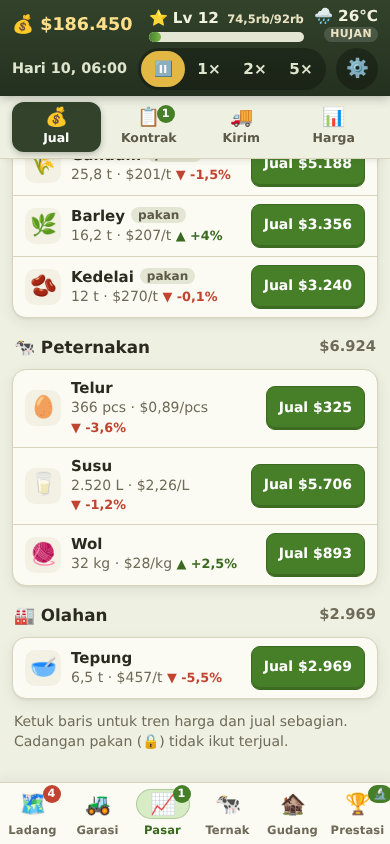 $186.450
Lv 12
74,5rb/92rb
26°C
HUJAN
Hari 10, 06:00
1×
2×
5×
Jual
1
Kontrak
Kirim
Harga
25,8 t · $201/t ▼ -1,5%
Jual $5.188
Barley pakan
16,2 t · $207/t ▲ +4%
Jual $3.356
Kedelai pakan
12 t · $270/t ▼ -0,1%
Jual $3.240
Peternakan
$6.924
Telur
366 pcs · $0,89/pcs
▼ -3,6%
Jual $325
Susu
2.520 L · $2,26/L
▼ -1,2%
Jual $5.706
Wol
32 kg · $28/kg ▲ +2,5%
Jual $893
Olahan
$2.969
Tepung
6,5 t · $457/t ▼ -5,5%
Jual $2.969
Ketuk baris untuk tren harga dan jual sebagian.
Cadangan pakan (🔒) tidak ikut terjual.
4
Ladang
Garasi
1
Pasar
Ternak
Gudang
Prestasi